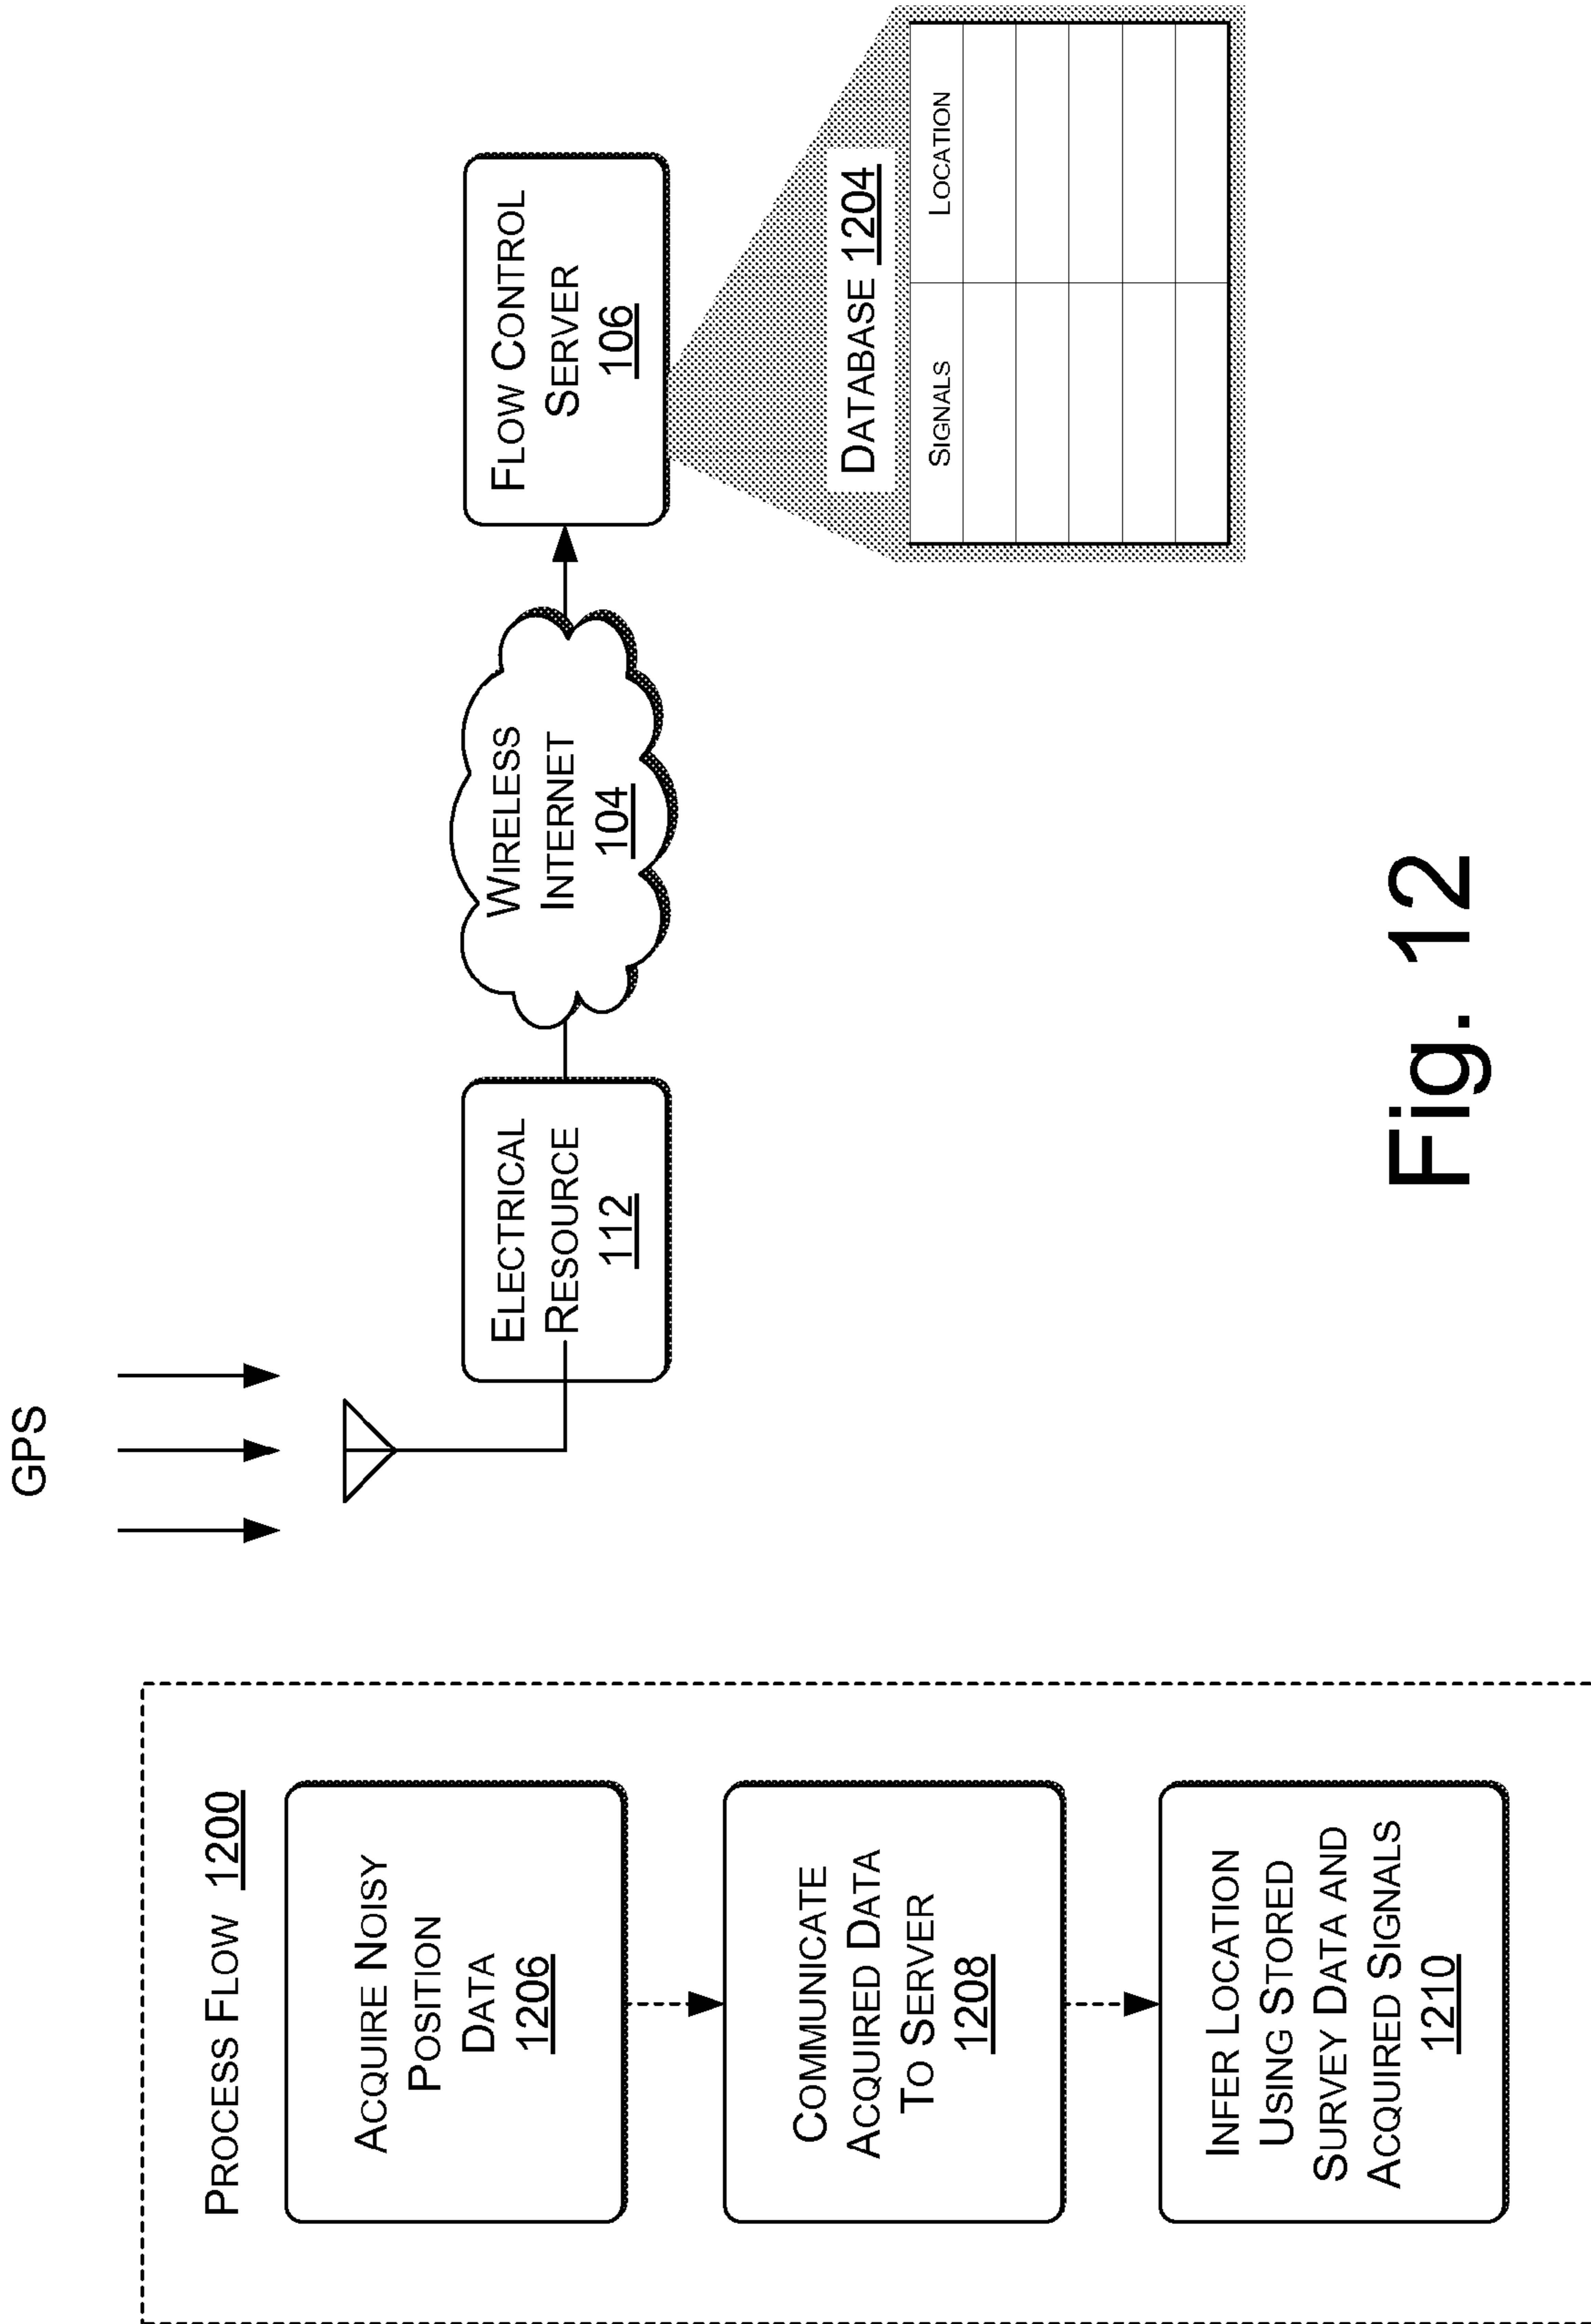 PROCESS FLOW 1200
ACQUIRE NOISY
POSITION
DATA
1206
COMMUNICATE
ACQUIRED DATA
TO SERVER
1208
INFER LOCATION
USING STORED
SURVEY DATA AND
ACQUIRED SIGNALS
1210
GPS
ELECTRICAL
RESOURCE
112
WIRELESS
INTERNET
104
FLOW CONTROL
SERVER
106
DATABASE 1204
SIGNALS
LOCATION
Fig. 12